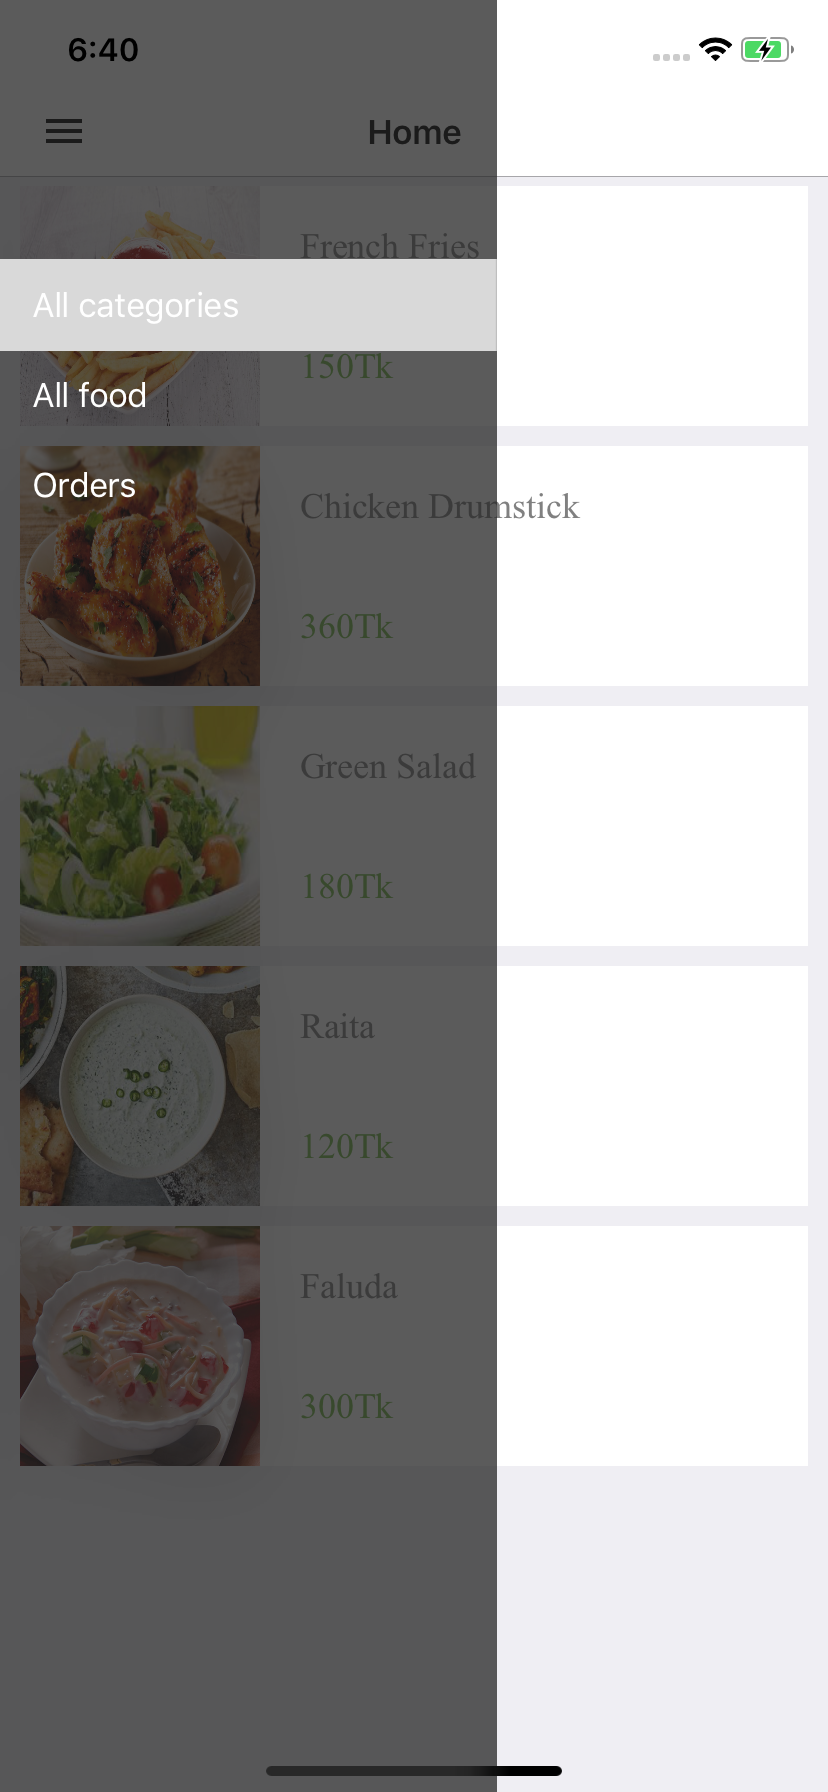 6:40
Home
French Fries
All categories
150Tk
All food
Orders
Chicken Drumstick
360Tk
Green Salad
180Tk
Raita
120Tk
Faluda
300Tk